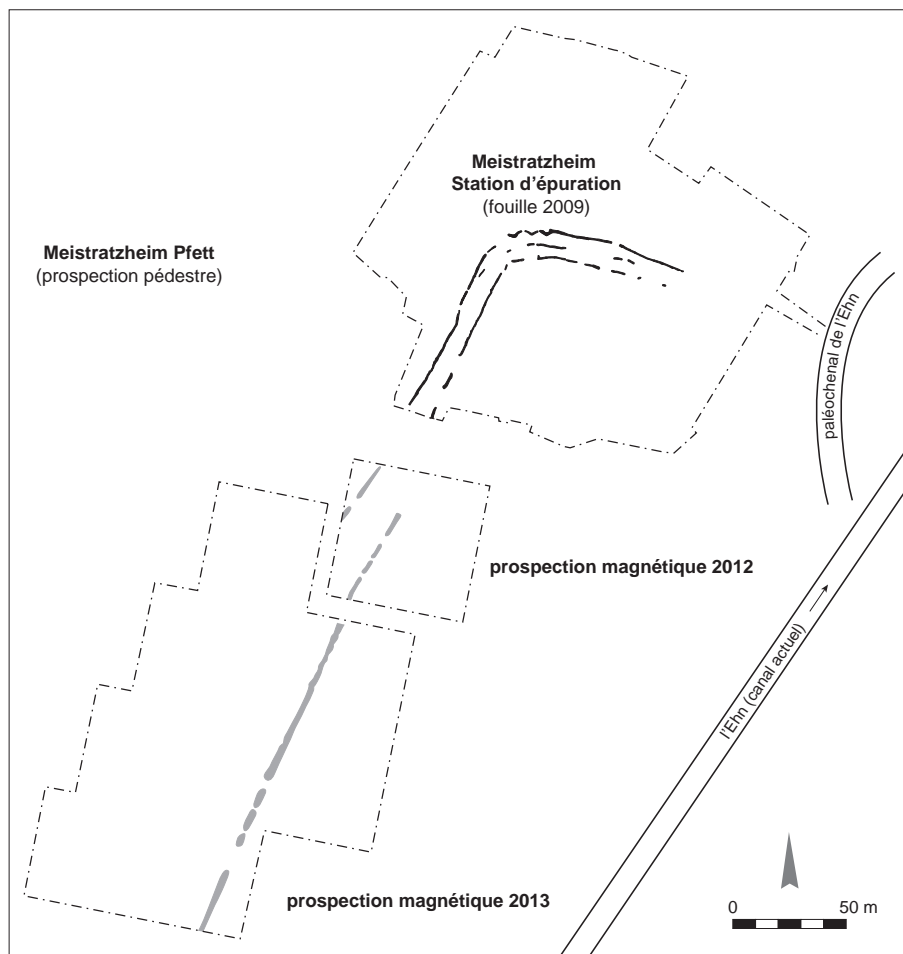 Meistratzheim
Station d'épuration
(fouille 2009)
Meistratzheim Pfett
(prospection pédestre)
paléochenal de l'Ehn
prospection magnétique 2012
l'Ehn (canal actuel)
prospection magnétique 2013
0 50 m